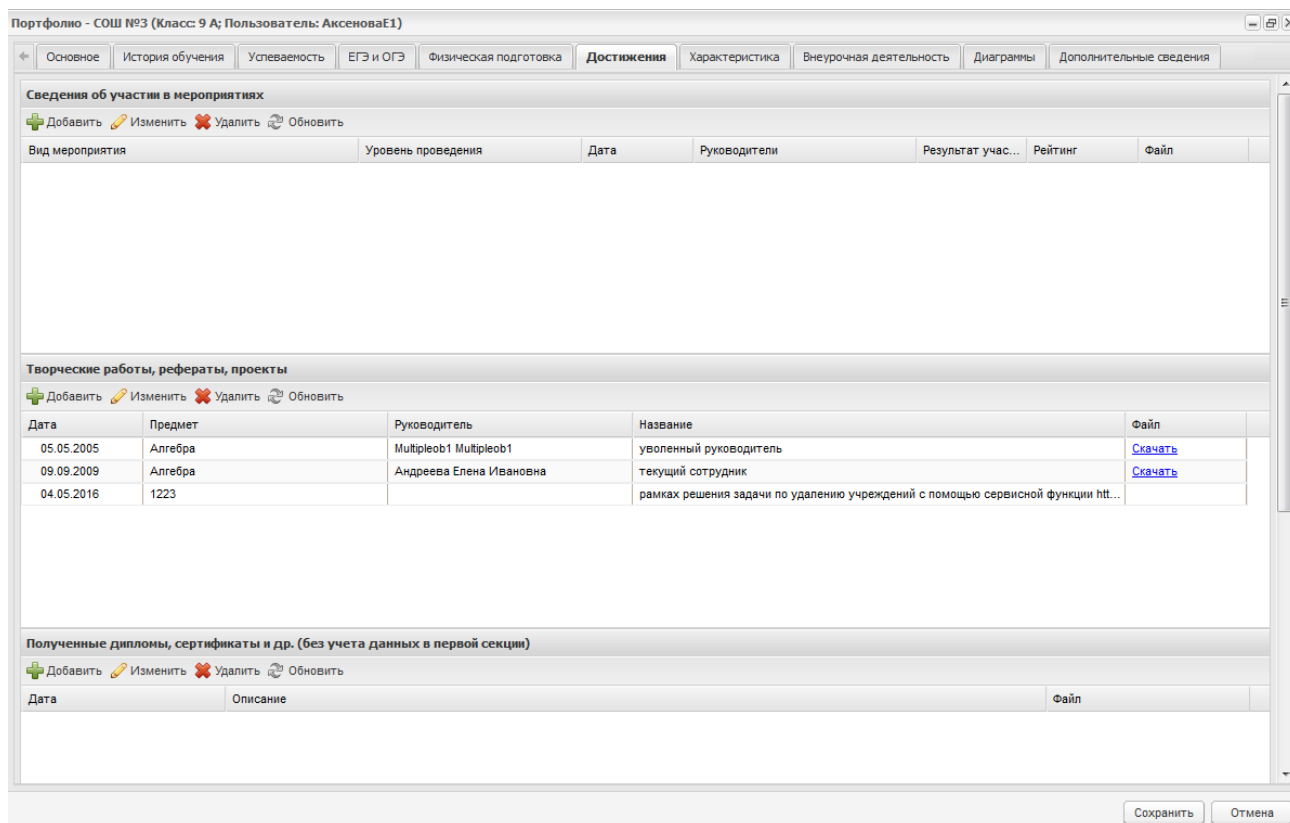 Портфолио - СОШ №3 (Класс: 9 А; Пользователь: АксеноваЕ1)
Основное История обучения Успеваемость ЕГЭ и ОГЭ Физическая подготовка Достижения Характеристика Внеурочная деятельность Диаграммы Дополнительные сведения
Сведения об участии в мероприятиях
Добавить Изменить Удалить Обновить
Вид мероприятия Уровень проведения Дата Руководители Результат учас... Рейтинг Файл
Творческие работы, рефераты, проекты
Добавить Изменить Удалить Обновить
Дата Предмет Руководитель Название Файл
05.05.2005 Алгебра Multipleob1 Multipleob1 уволенный руководитель Скачать
09.09.2009 Алгебра Андреева Елена Ивановна текущий сотрудник Скачать
04.05.2016 1223 рамках решения задачи по удалению учреждений с помощью сервисной функции htt...
Полученные дипломы, сертификаты и др. (без учета данных в первой секции)
Добавить Изменить Удалить Обновить
Дата Описание Файл
Сохранить Отмена